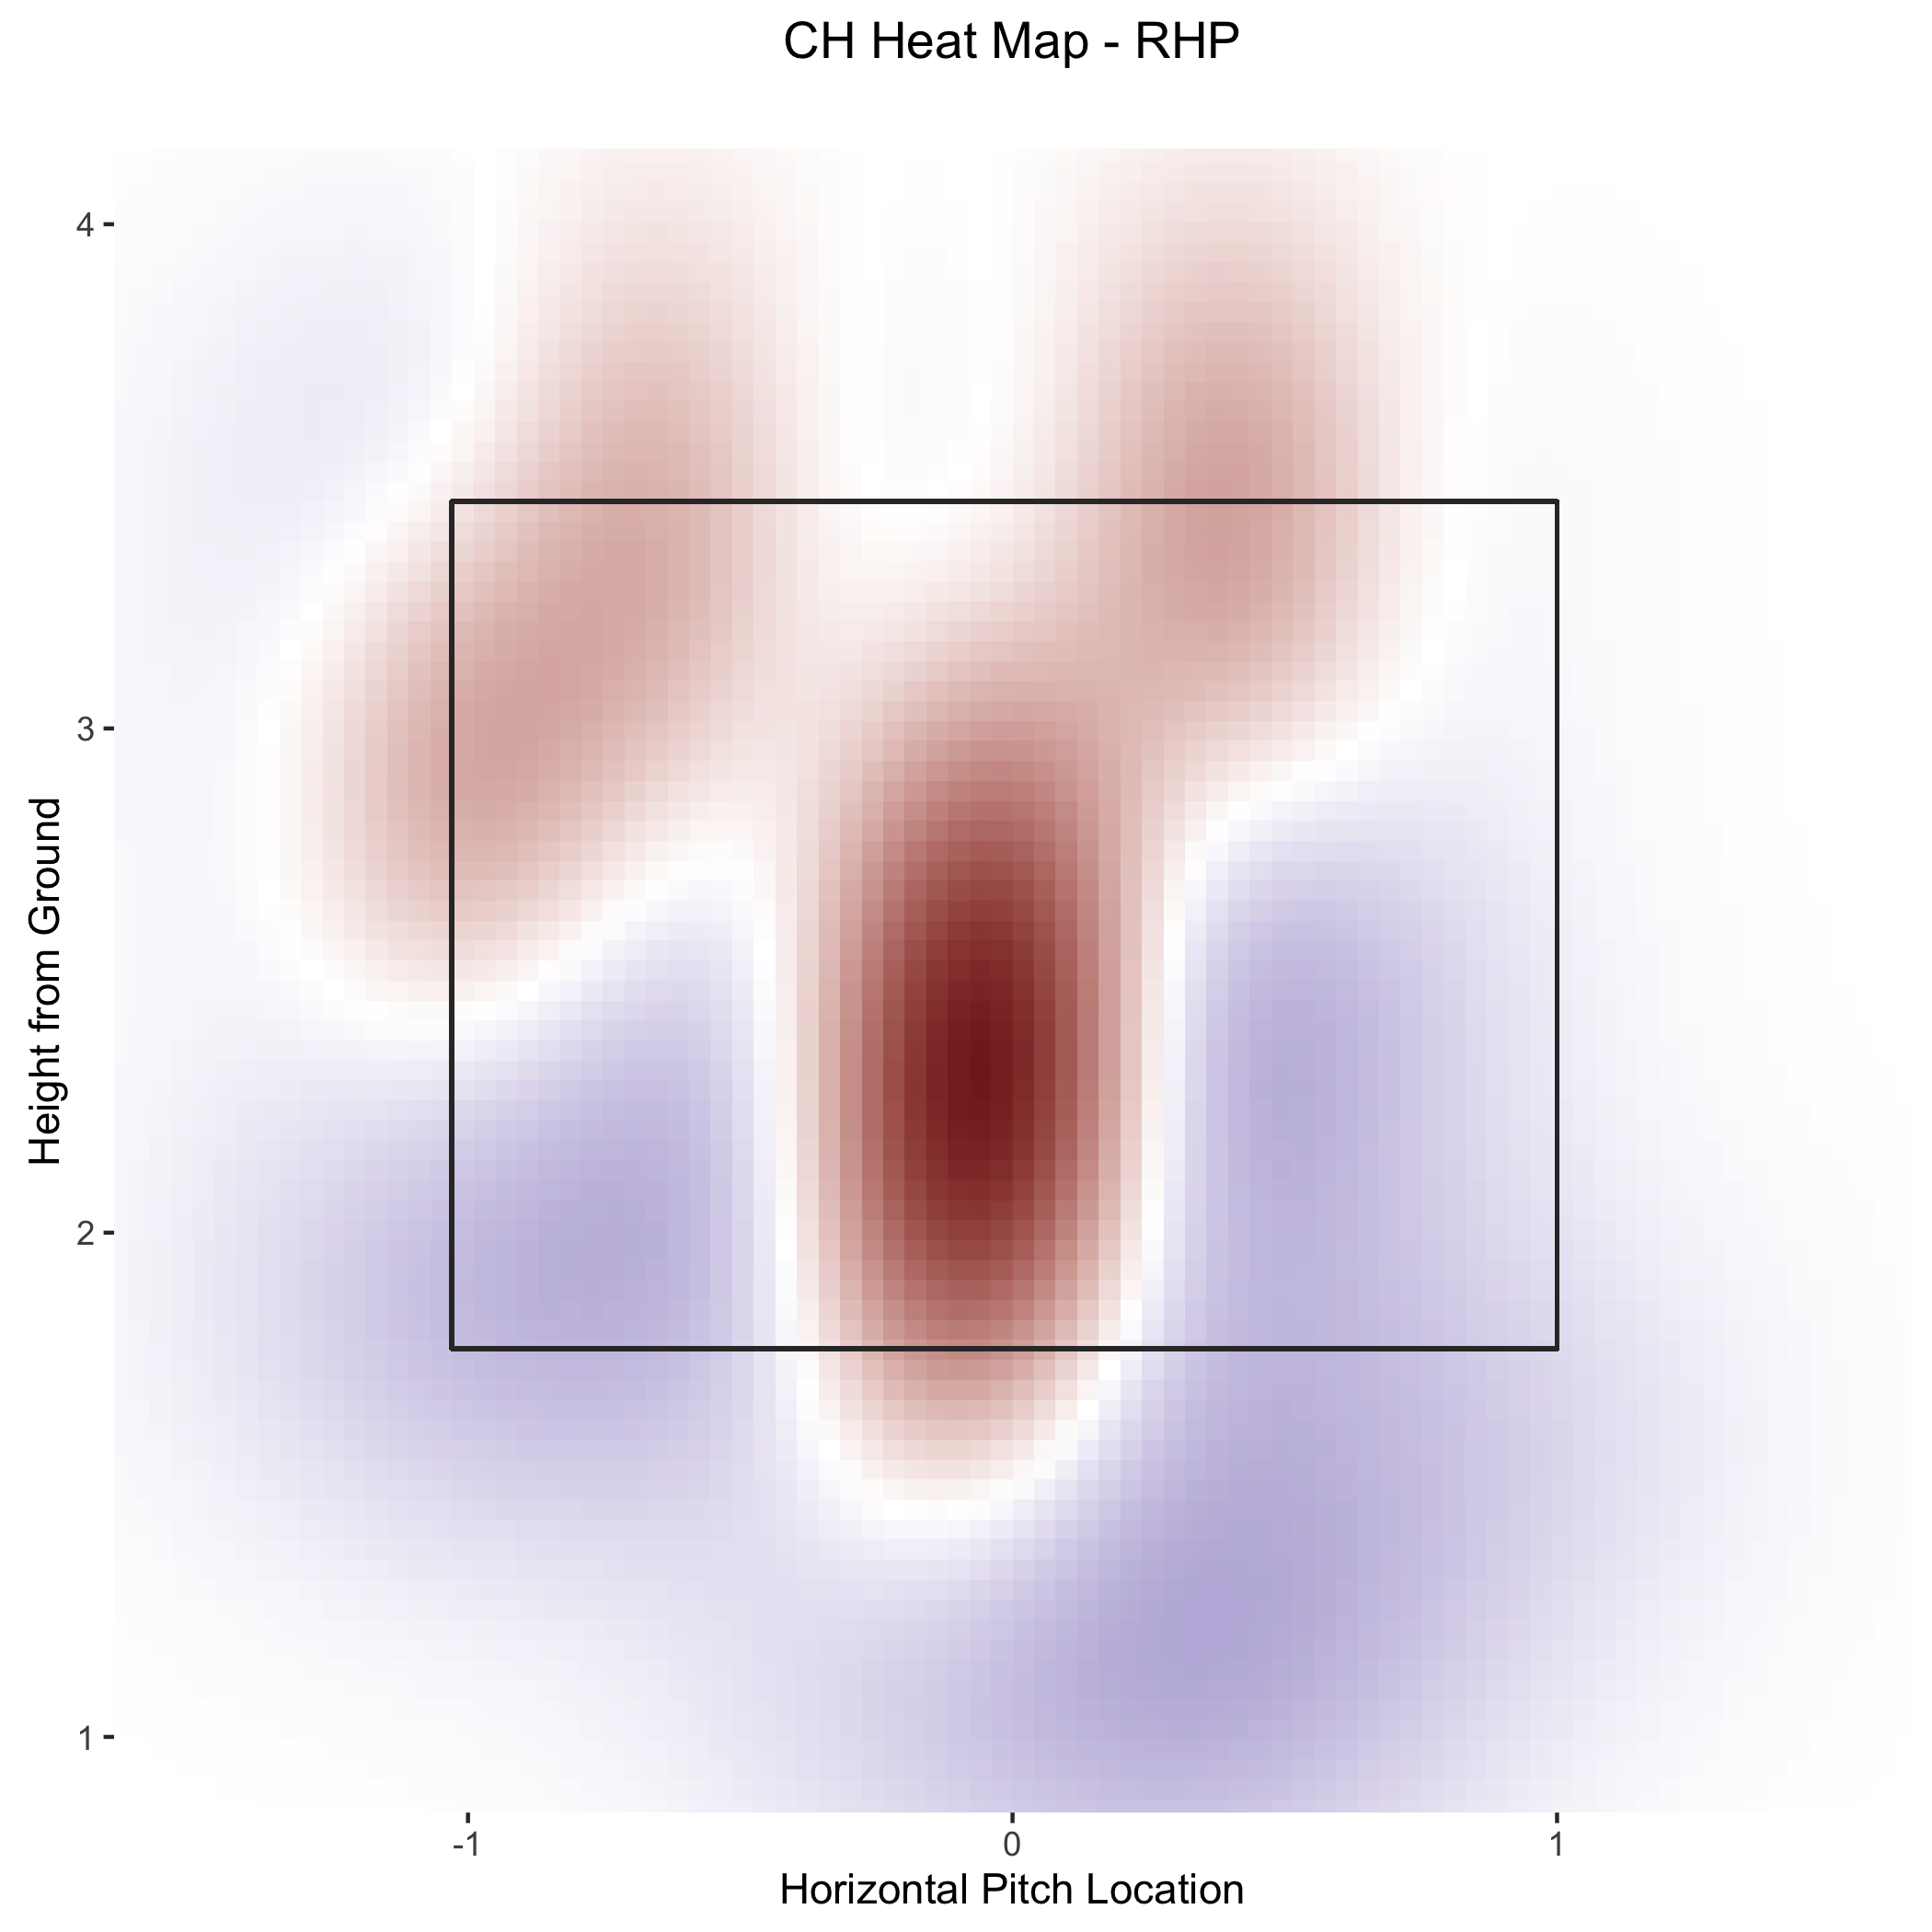 CH Heat Map - RHP
4
3
2
1
Height from Ground
-1 0 1
Horizontal Pitch Location